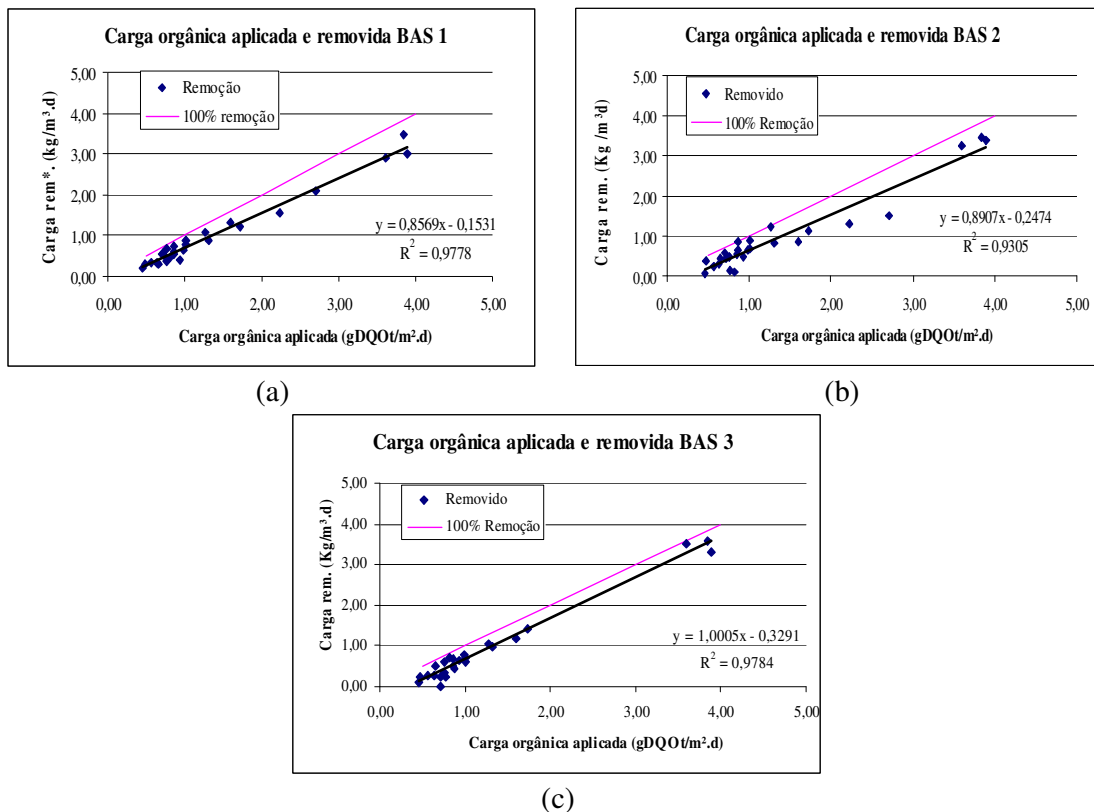 Carga orgânica aplicada e removida BAS 1
Carga rem*. (kg/m³.d)
5,00
4,00
3,00
2,00
1,00
0,00
Remoção
100% remoção
y = 0,8569x - 0,1531
R² = 0,9778
0,00 1,00 2,00 3,00 4,00 5,00
Carga orgânica aplicada (gDQOt/m².d)
(a)
Carga orgânica aplicada e removida BAS 2
Carga rem. (Kg /m³d)
5,00
4,00
3,00
2,00
1,00
0,00
Removido
100% Remoção
y = 0,8907x - 0,2474
R² = 0,9305
0,00 1,00 2,00 3,00 4,00 5,00
Carga orgânica aplicada (gDQOt/m².d)
(b)
Carga orgânica aplicada e removida BAS 3
Carga rem. (Kg/m³.d)
5,00
4,00
3,00
2,00
1,00
0,00
Removido
100% Remoção
y = 1,0005x - 0,3291
R² = 0,9784
0,00 1,00 2,00 3,00 4,00 5,00
Carga orgânica aplicada (gDQOt/m².d)
(c)